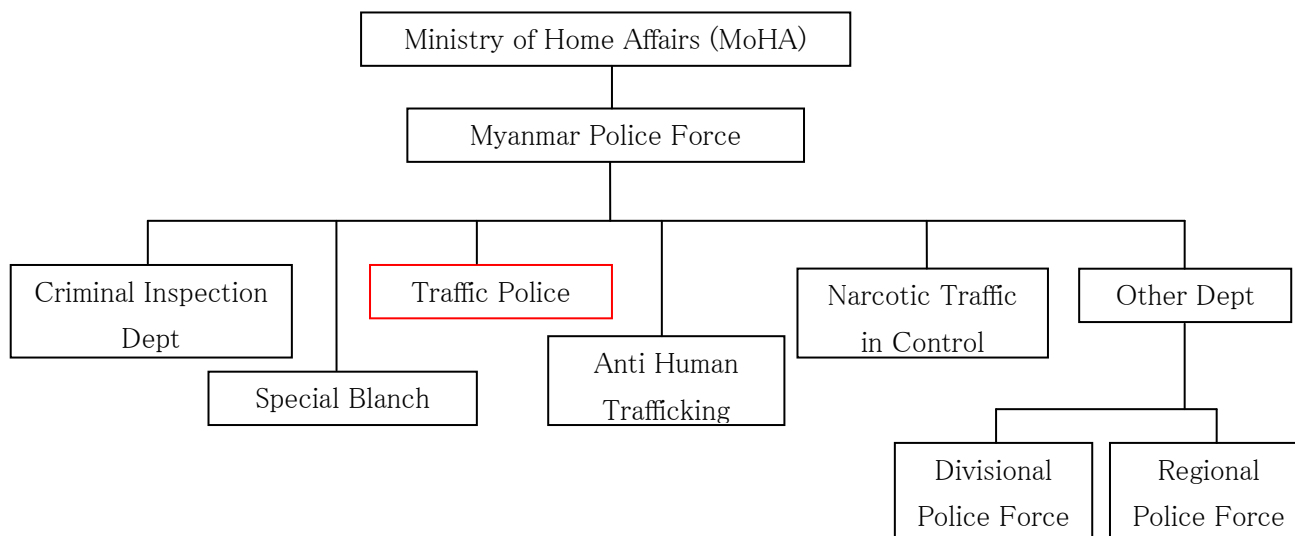 Ministry of Home Affairs (MoHA)
Myanmar Police Force
Criminal Inspection
Dept
Special Blanch
Traffic Police
Anti Human
Trafficking
Narcotic Traffic
in Control
Other Dept
Divisional
Police Force
Regional
Police Force